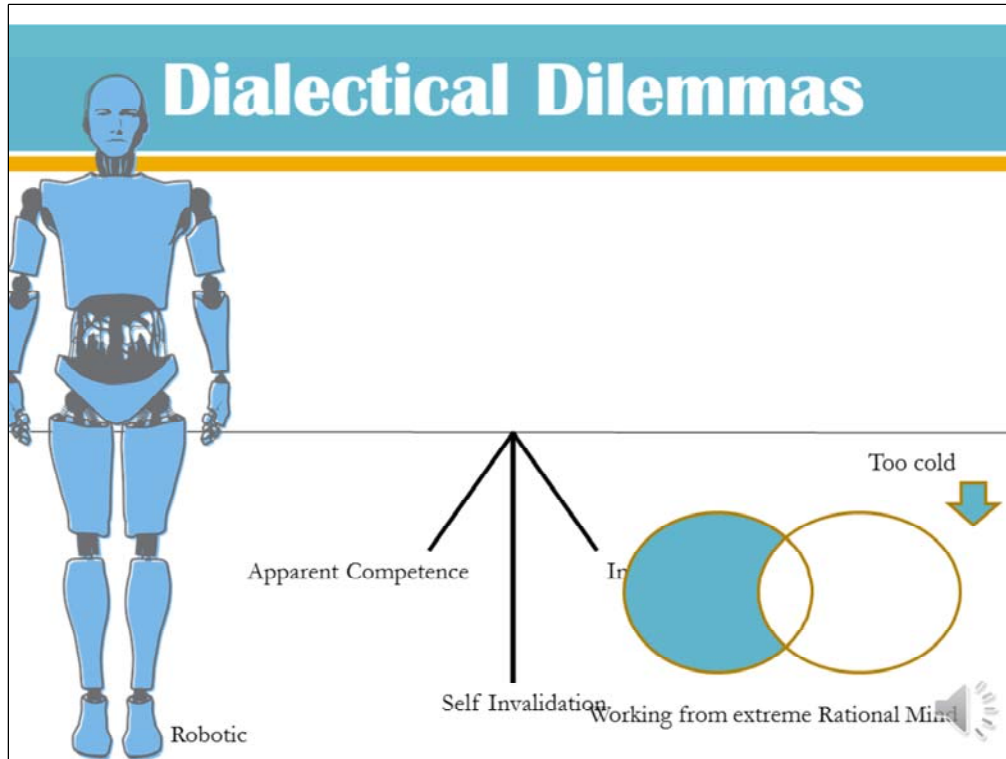 Dialectical Dilemmas
Too cold
Apparent Competence
Self Invalidation
Working from extreme Rational Mind
Robotic